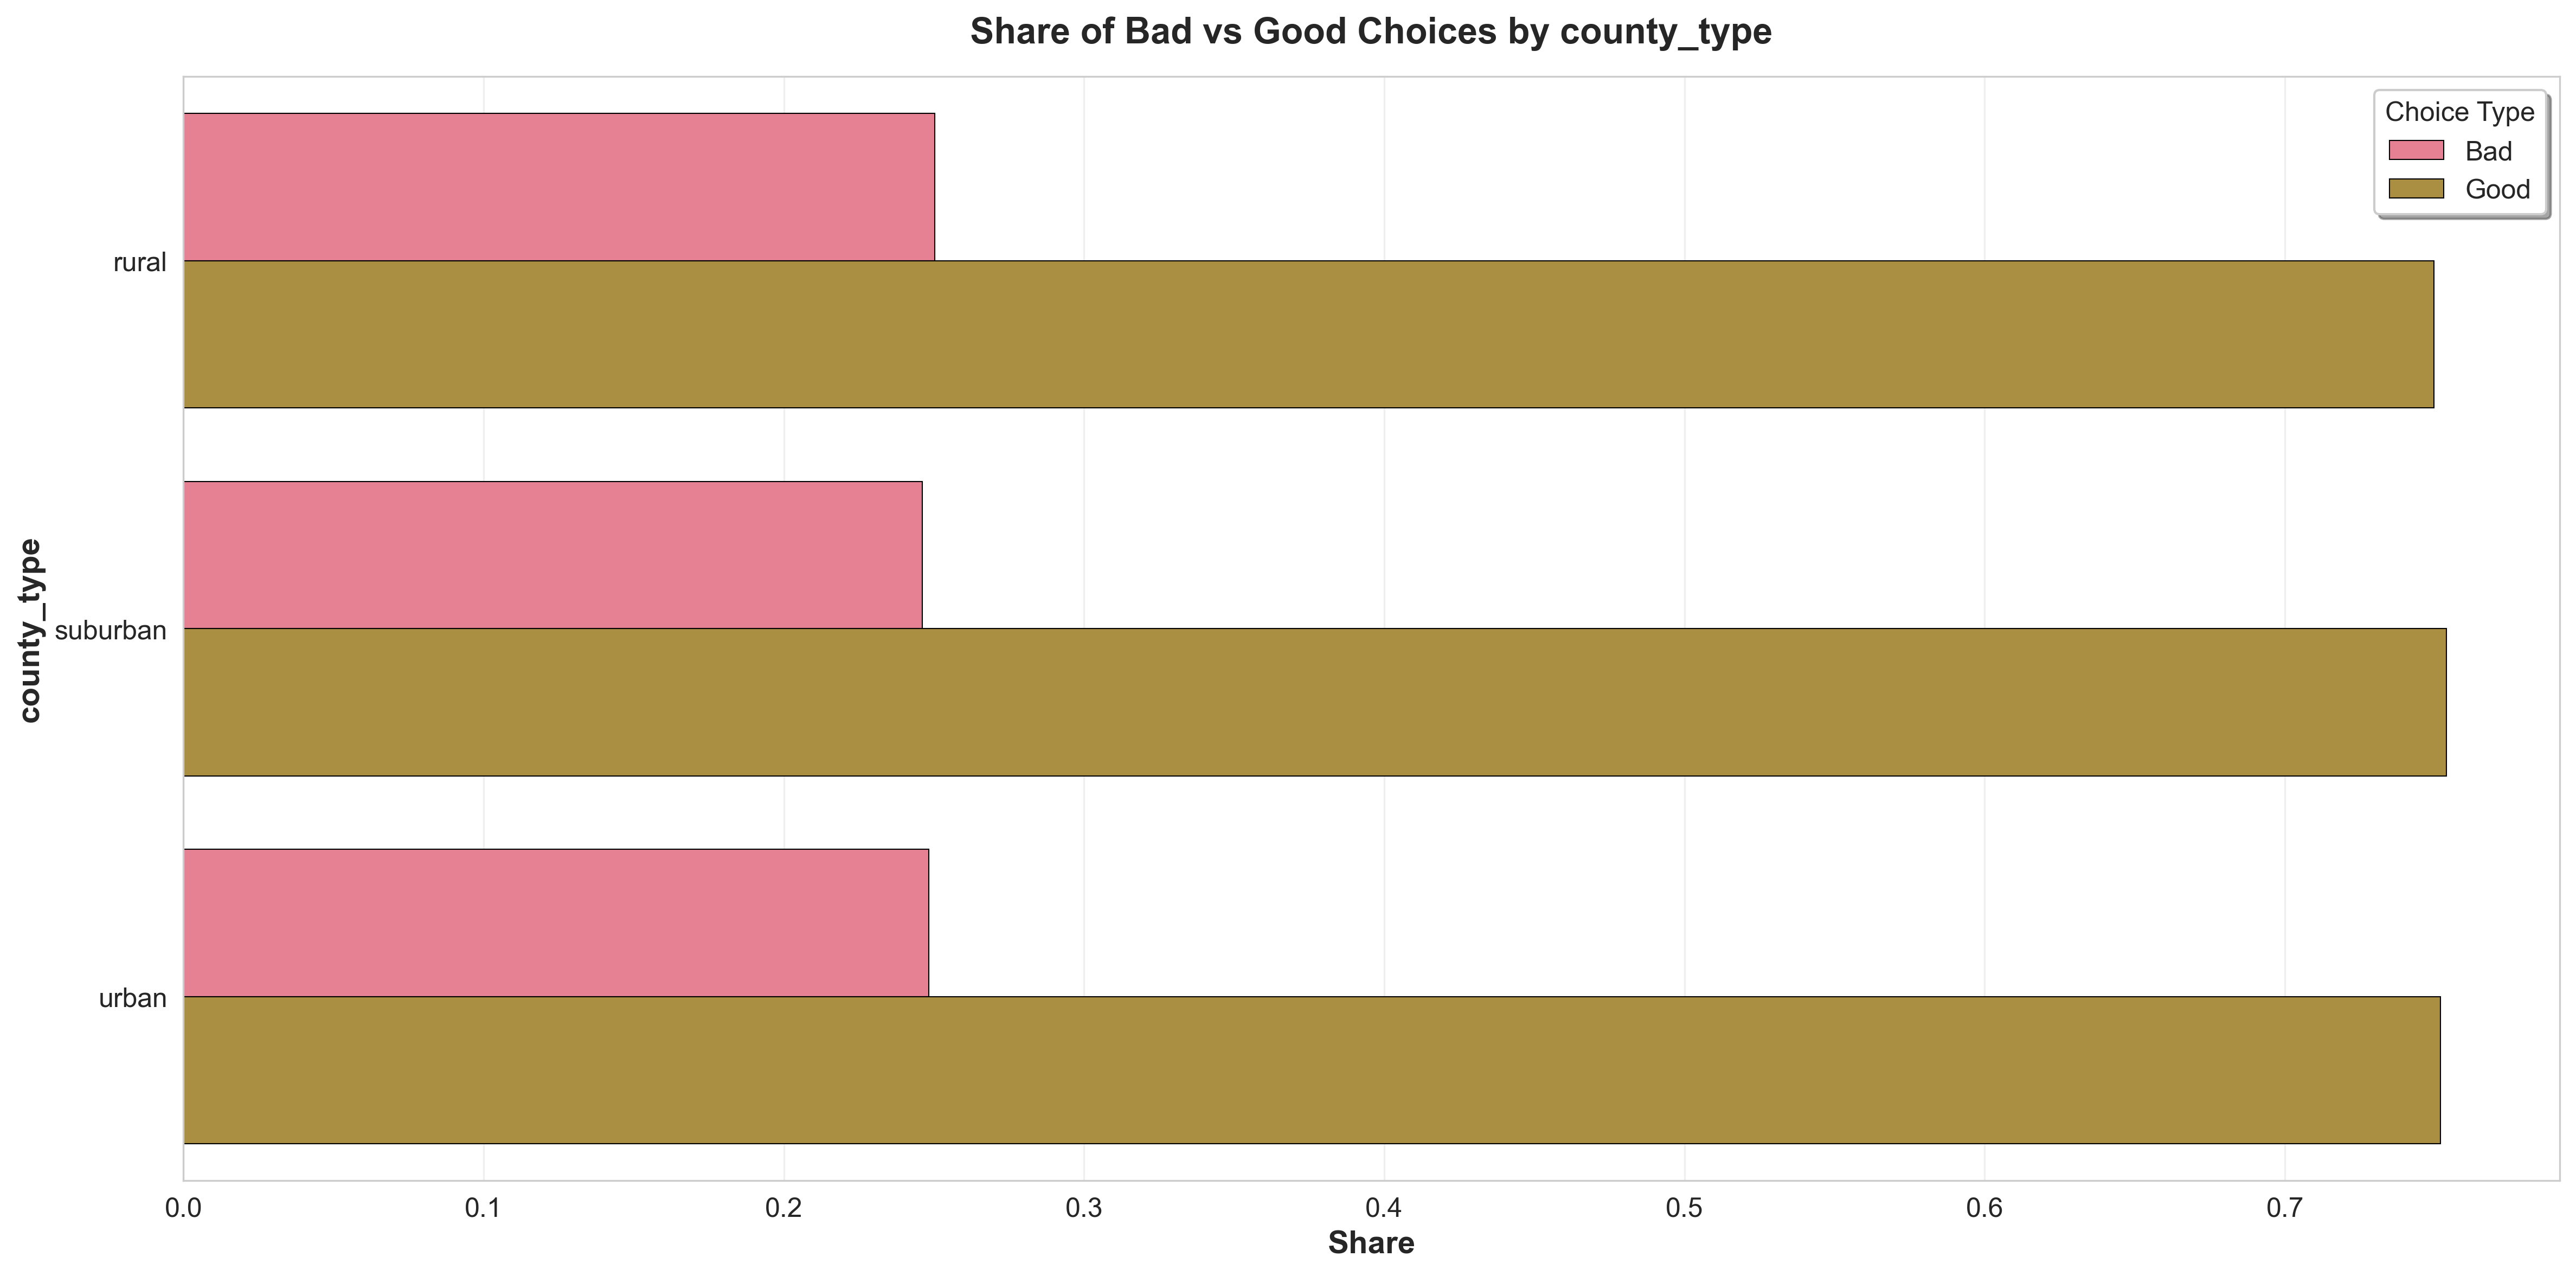 Share of Bad vs Good Choices by county_type
Choice Type
Bad
Good
county_type
rural
suburban
urban
0.0 0.1 0.2 0.3 0.4 0.5 0.6 0.7
Share